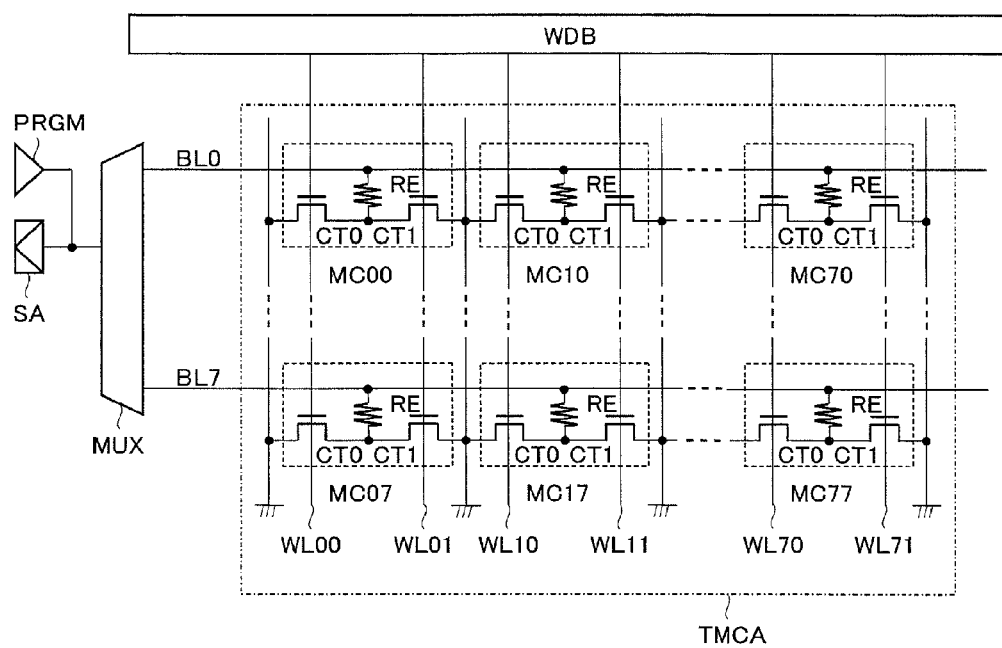 WDB
PRGM
BL0
RE RE RE
CT0 CT1 CT0 CT1 CT0 CT1
MC00 MC10 MC70
SA
BL7
RE RE RE
MUX
CT0 CT1 CT0 CT1 CT0 CT1
MC07 MC17 MC77
WL00 WL01 WL10 WL11 WL70 WL71
TMCA